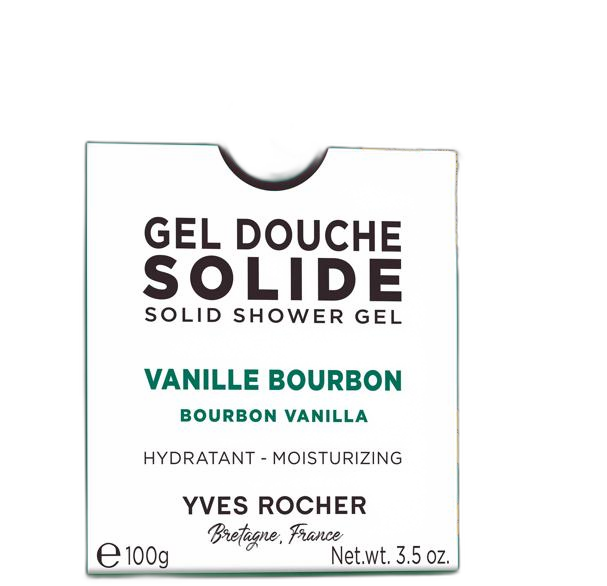 GEL DOUCHE
SOLIDE
SOLID SHOWER GEL
VANILLE BOURBON
BOURBON VANILLA
HYDRATANT - MOISTURIZING
YVES ROCHER
Bretagne, France
℮ 100g Net.wt. 3.5 oz.